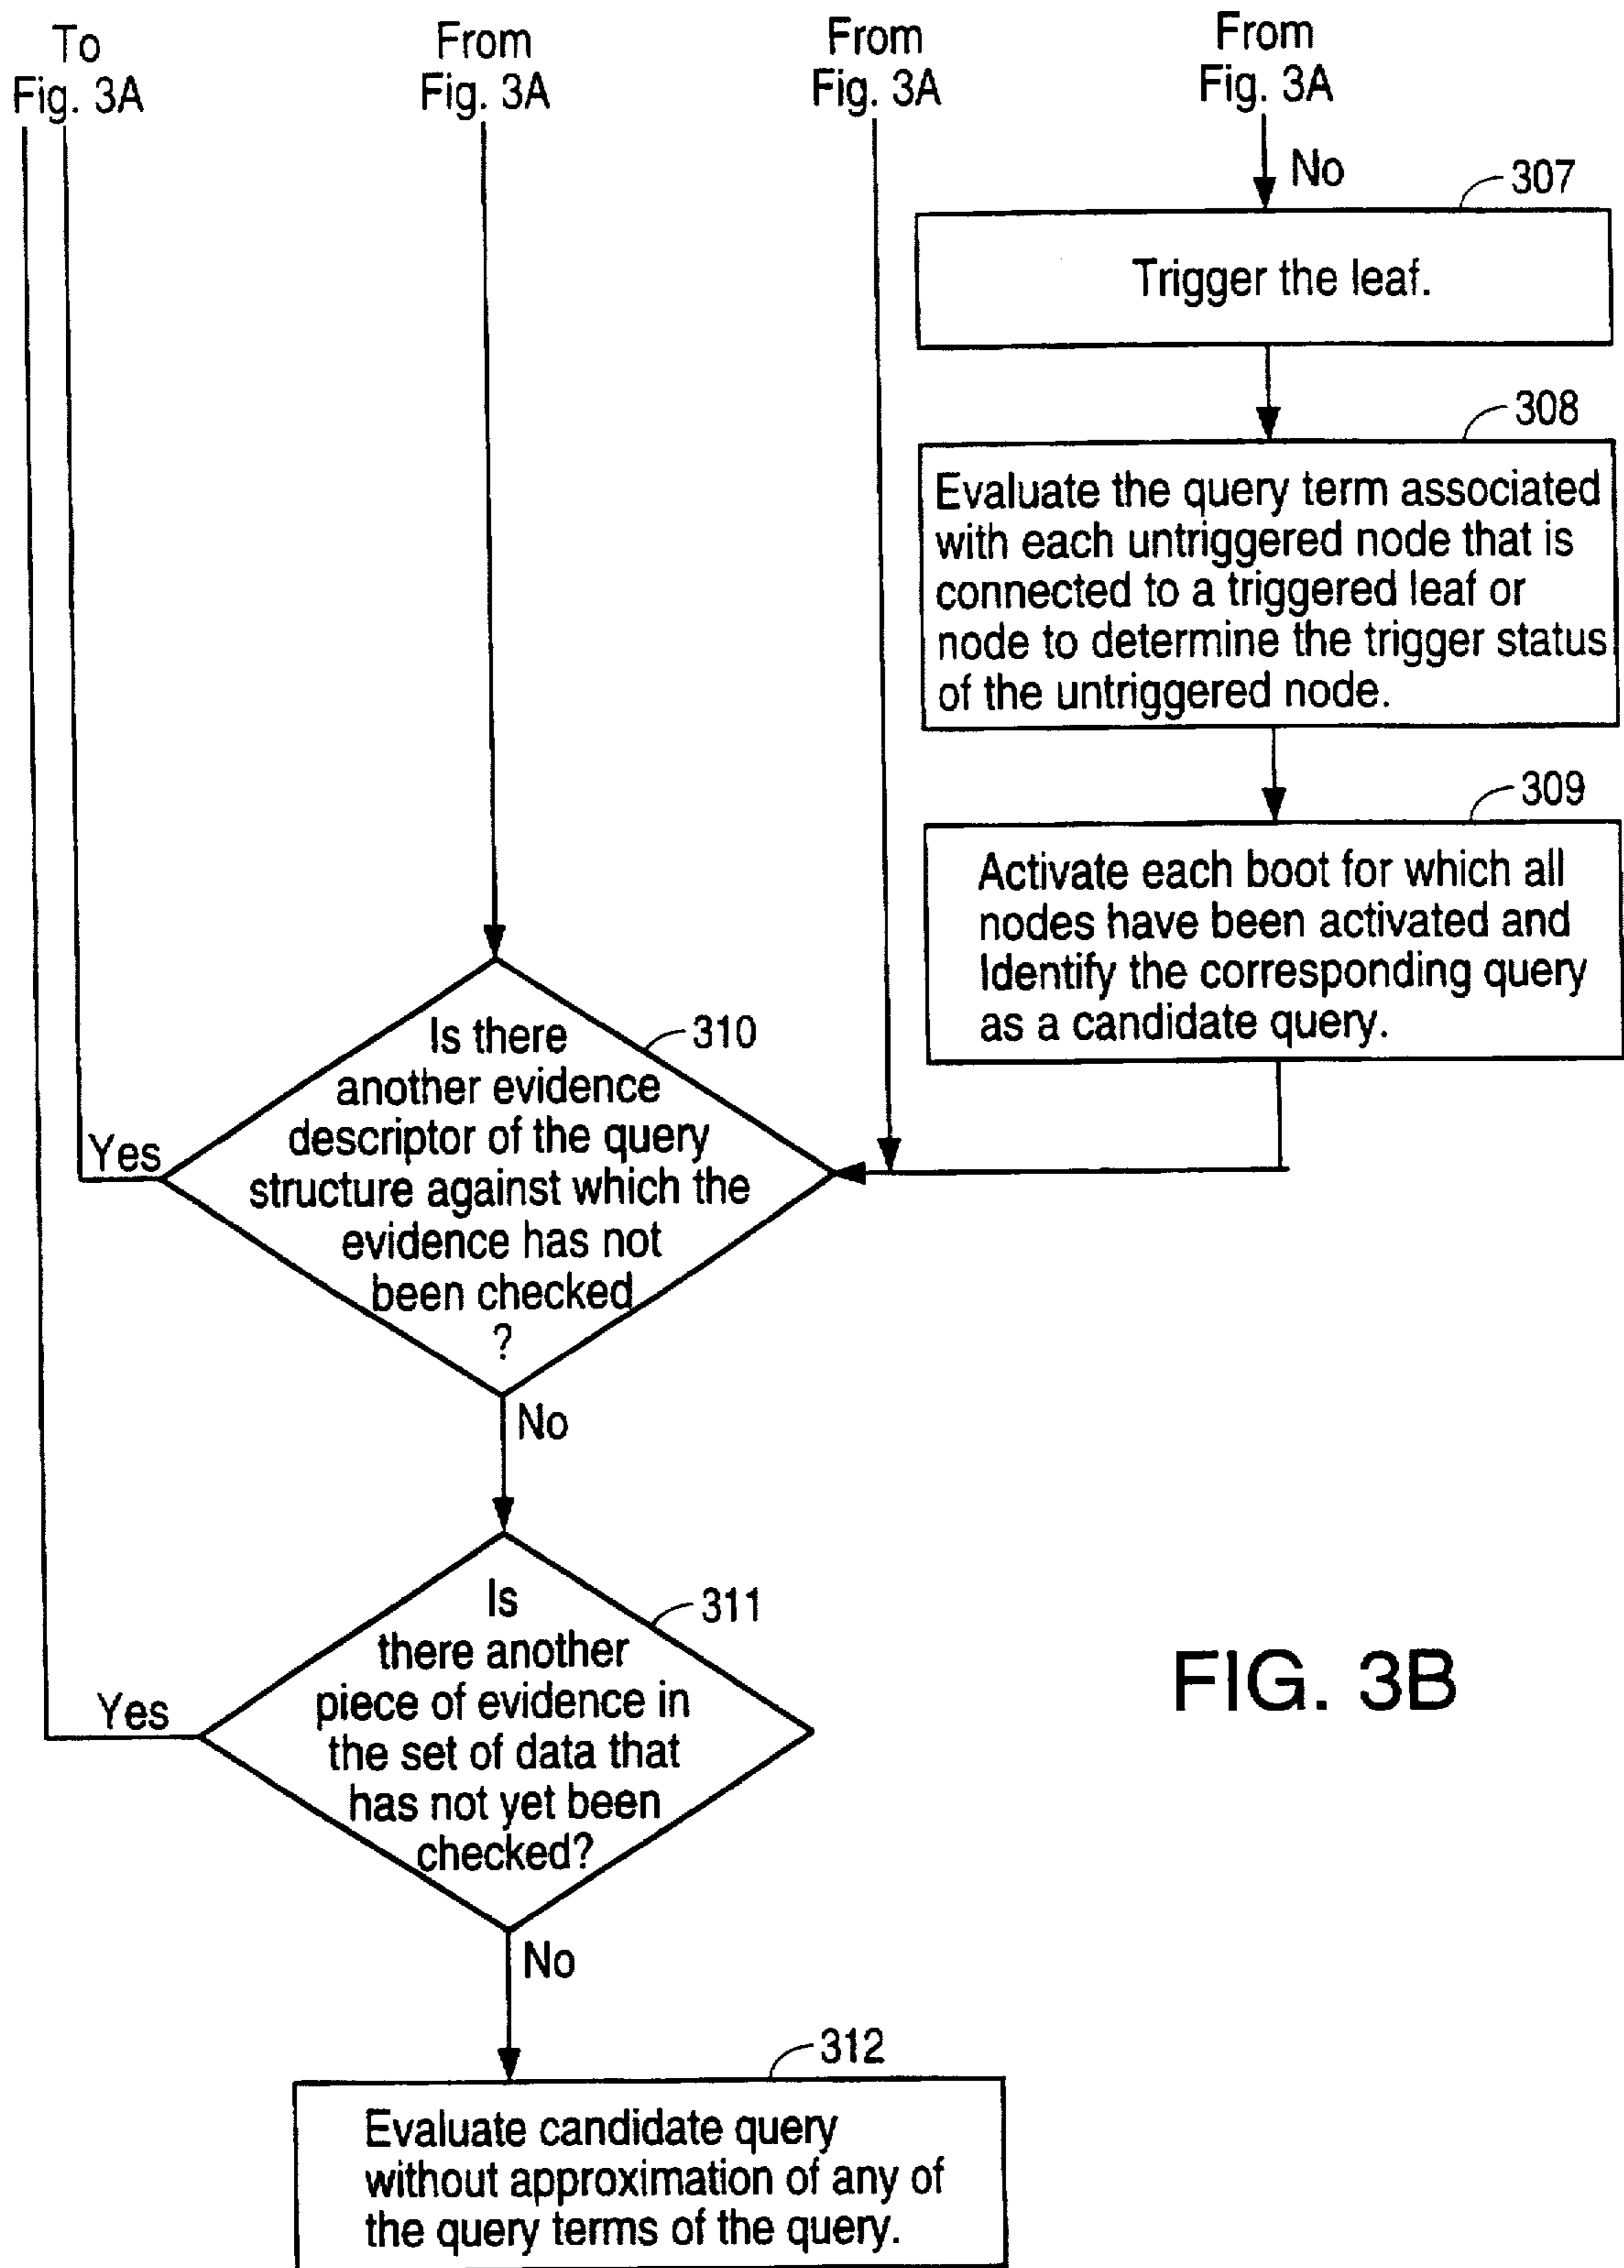 To
Fig. 3A
From
Fig. 3A
From
Fig. 3A
From
Fig. 3A
No
307
Trigger the leaf.
308
Evaluate the query term associated
with each untriggered node that is
connected to a triggered leaf or
node to determine the trigger status
of the untriggered node.
309
Activate each boot for which all
nodes have been activated and
Identify the corresponding query
as a candidate query.
Is there
another evidence
descriptor of the query
structure against which the
evidence has not
been checked
?
310
Yes
No
Is
there another
piece of evidence in
the set of data that
has not yet been
checked?
311
Yes
No
FIG. 3B
312
Evaluate candidate query
without approximation of any of
the query terms of the query.